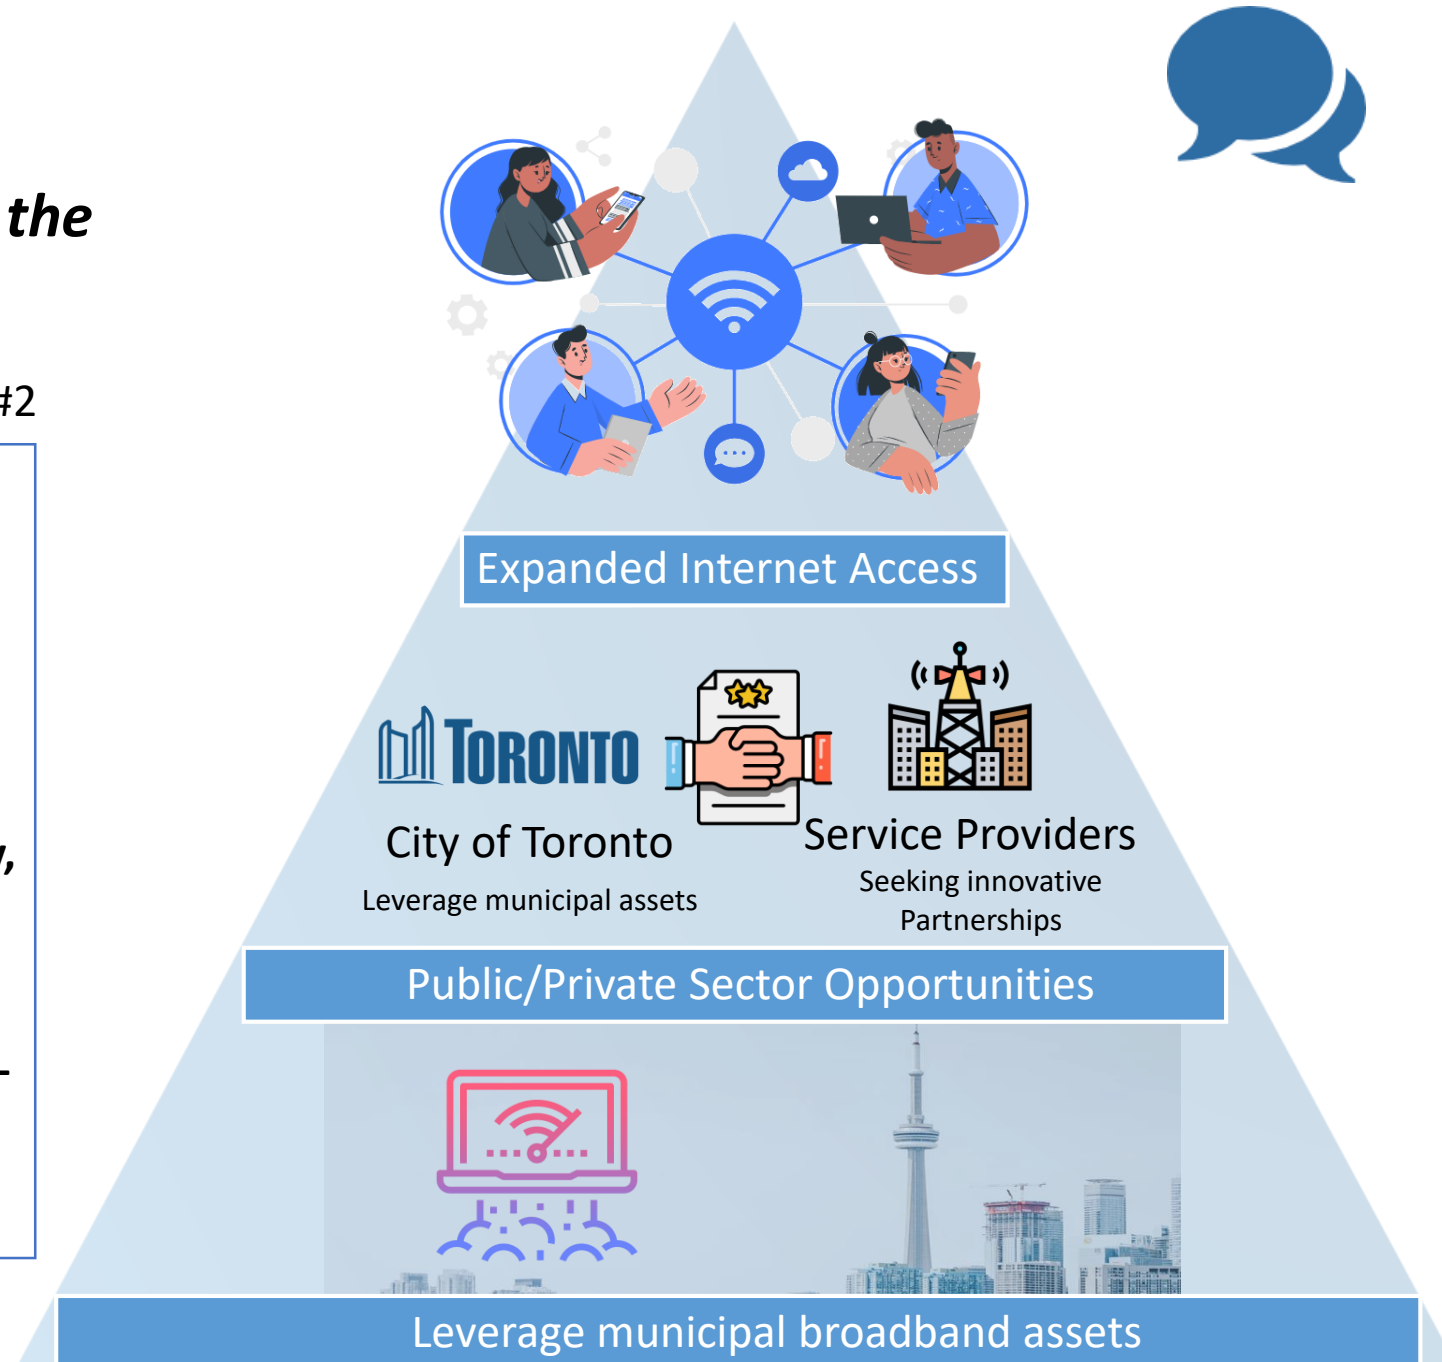 the
#2
Expanded Internet Access
TORONTO
City of Toronto
Leverage municipal assets
Service Providers
Seeking innovative
Partnerships
Public/Private Sector Opportunities
Leverage municipal broadband assets